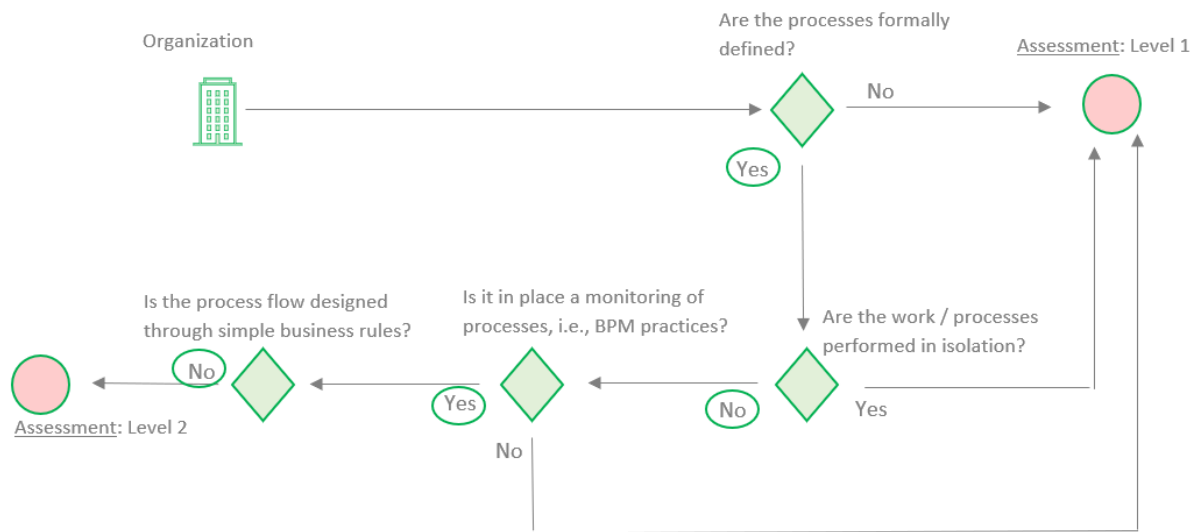 Organization
Are the processes formally
defined?
Assessment: Level 1
No
Yes
Is the process flow designed
through simple business rules?
Is it in place a monitoring of
processes, i.e., BPM practices?
Are the work / processes
performed in isolation?
No
Yes
No
Yes
Assessment: Level 2
No